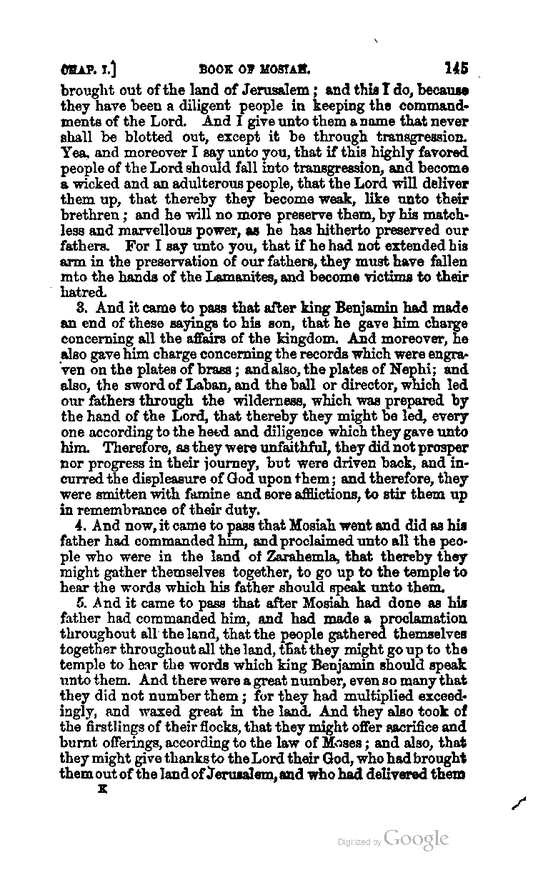 CHAP. I.] BOOK OF MOSIAH. 145
brought out of the land of Jerusalem; and this I do, because
they have been a diligent people in keeping the command-
ments of the Lord. And I give unto them a name that never
shall be blotted out, except it be through transgression.
Yea, and moreover I say unto you, that if this highly favored
people of the Lord should fall into transgression, and become
a wicked and an adulterous people, that the Lord will deliver
them up, that thereby they become weak, like unto their
brethren; and he will no more preserve them, by his match-
less and marvellous power, as he has hitherto preserved our
fathers. For I say unto you, that if he had not extended his
arm in the preservation of our fathers, they must have fallen
into the hands of the Lamanites, and become victims to their
hatred.
3. And it came to pass that after king Benjamin had made
an end of these sayings to his son, that he gave him charge
concerning all the affairs of the kingdom. And moreover, he
also gave him charge concerning the records which were engra-
ven on the plates of brass; and also, the plates of Nephi; and
also, the sword of Laban, and the ball or director, which led
our fathers through the wilderness, which was prepared by
the hand of the Lord, that thereby they might be led, every
one according to the heed and diligence which they gave unto
him. Therefore, as they were unfaithful, they did not prosper
nor progress in their journey, but were driven back, and in-
curred the displeasure of God upon them; and therefore, they
were smitten with famine and sore afflictions, to stir them up
in remembrance of their duty.
4. And now, it came to pass that Mosiah went and did as his
father had commanded him, and proclaimed unto all the peo-
ple who were in the land of Zarahemla, that thereby they
might gather themselves together, to go up to the temple to
hear the words which his father should speak unto them.
5. And it came to pass that after Mosiah had done as his
father had commanded him, and had made a proclamation
throughout all the land, that the people gathered themselves
together throughout all the land, that they might go up to the
temple to hear the words which king Benjamin should speak
unto them. And there were a great number, even so many that
they did not number them; for they had multiplied exceed-
ingly, and waxed great in the land. And they also took of
the firstlings of their flocks, that they might offer sacrifice and
burnt offerings, according to the law of Moses; and also, that
they might give thanks to the Lord their God, who had brought
them out of the land of Jerusalem, and who had delivered them
K
Digitized by Google